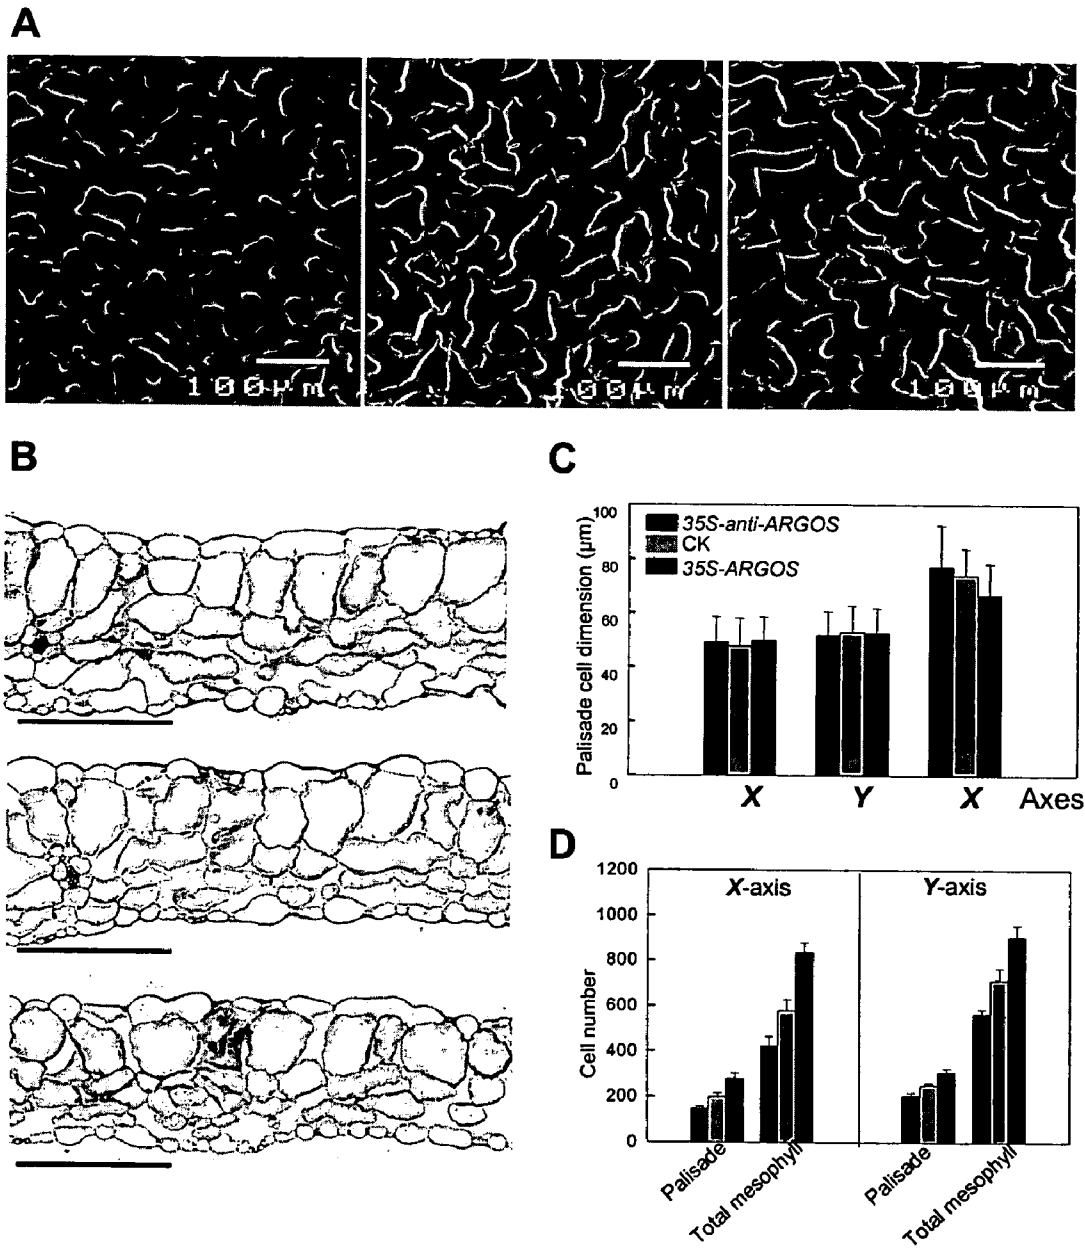 A
100µm
100µm
100µm
B
C
Palisade cell dimension (µm)
100
80
60
40
20
0
35S-anti-ARGOS
CK
35S-ARGOS
X
Y
X
Axes
D
Cell number
1200
1000
800
600
400
200
0
X-axis
Y-axis
Palisade
Total mesophyll
Palisade
Total mesophyll